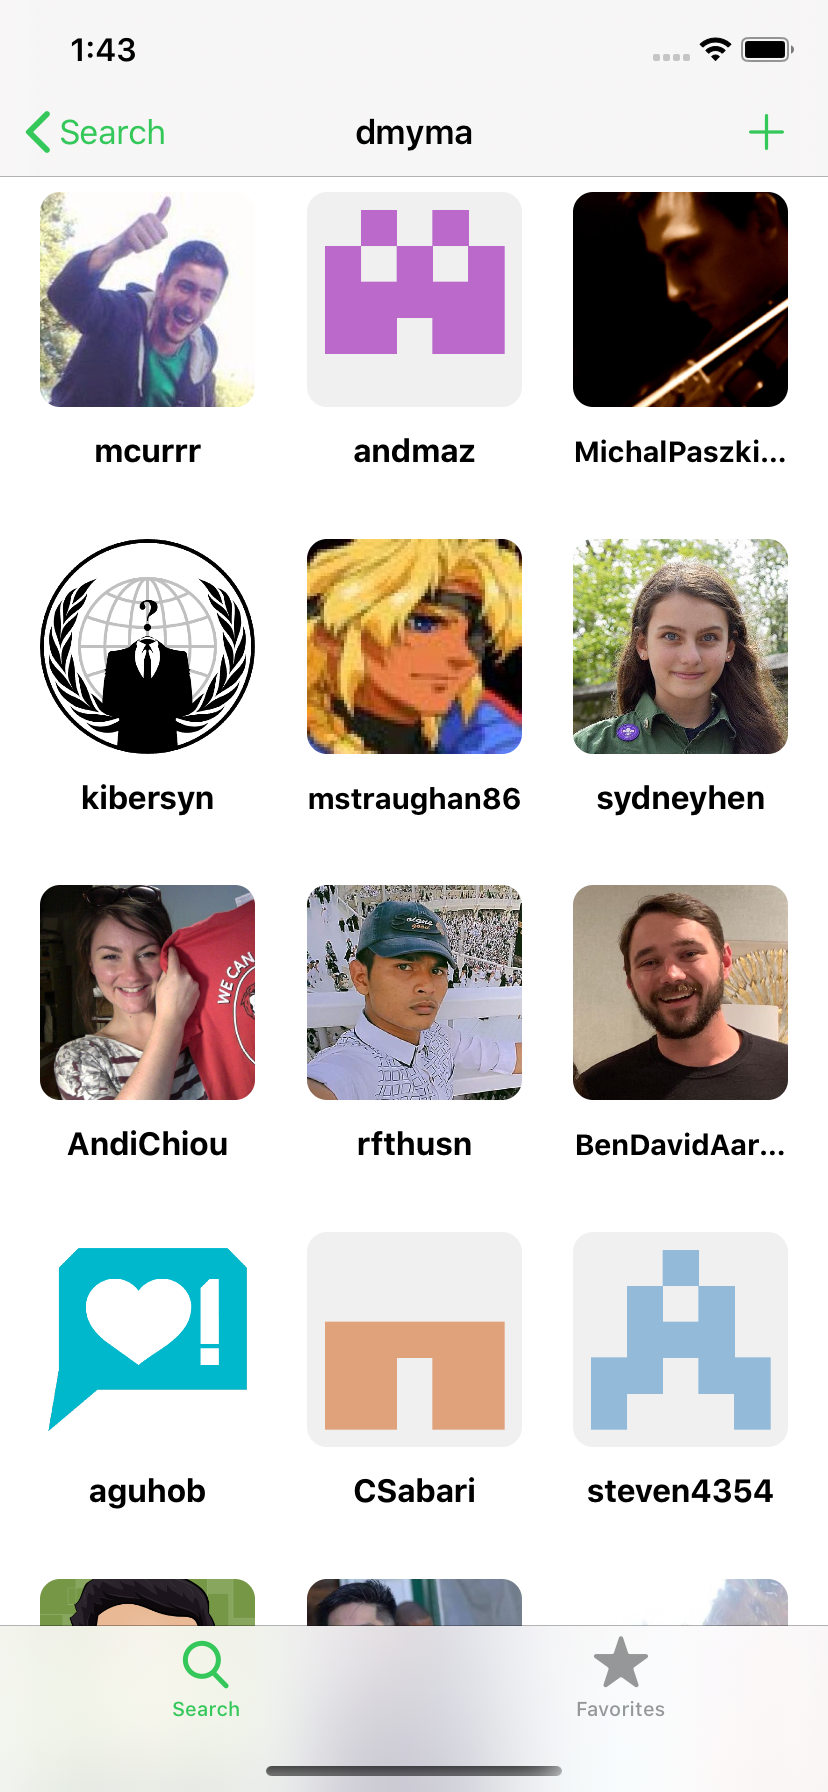 1:43
Search
dmyma
mcurrr
andmaz
MichalPaszki...
?
kibersyn
mstraughan86
sydneyhen
WE CAN
AndiChiou
rfthusn
BenDavidAar...
!
aguhob
CSabari
steven4354
Search
Favorites